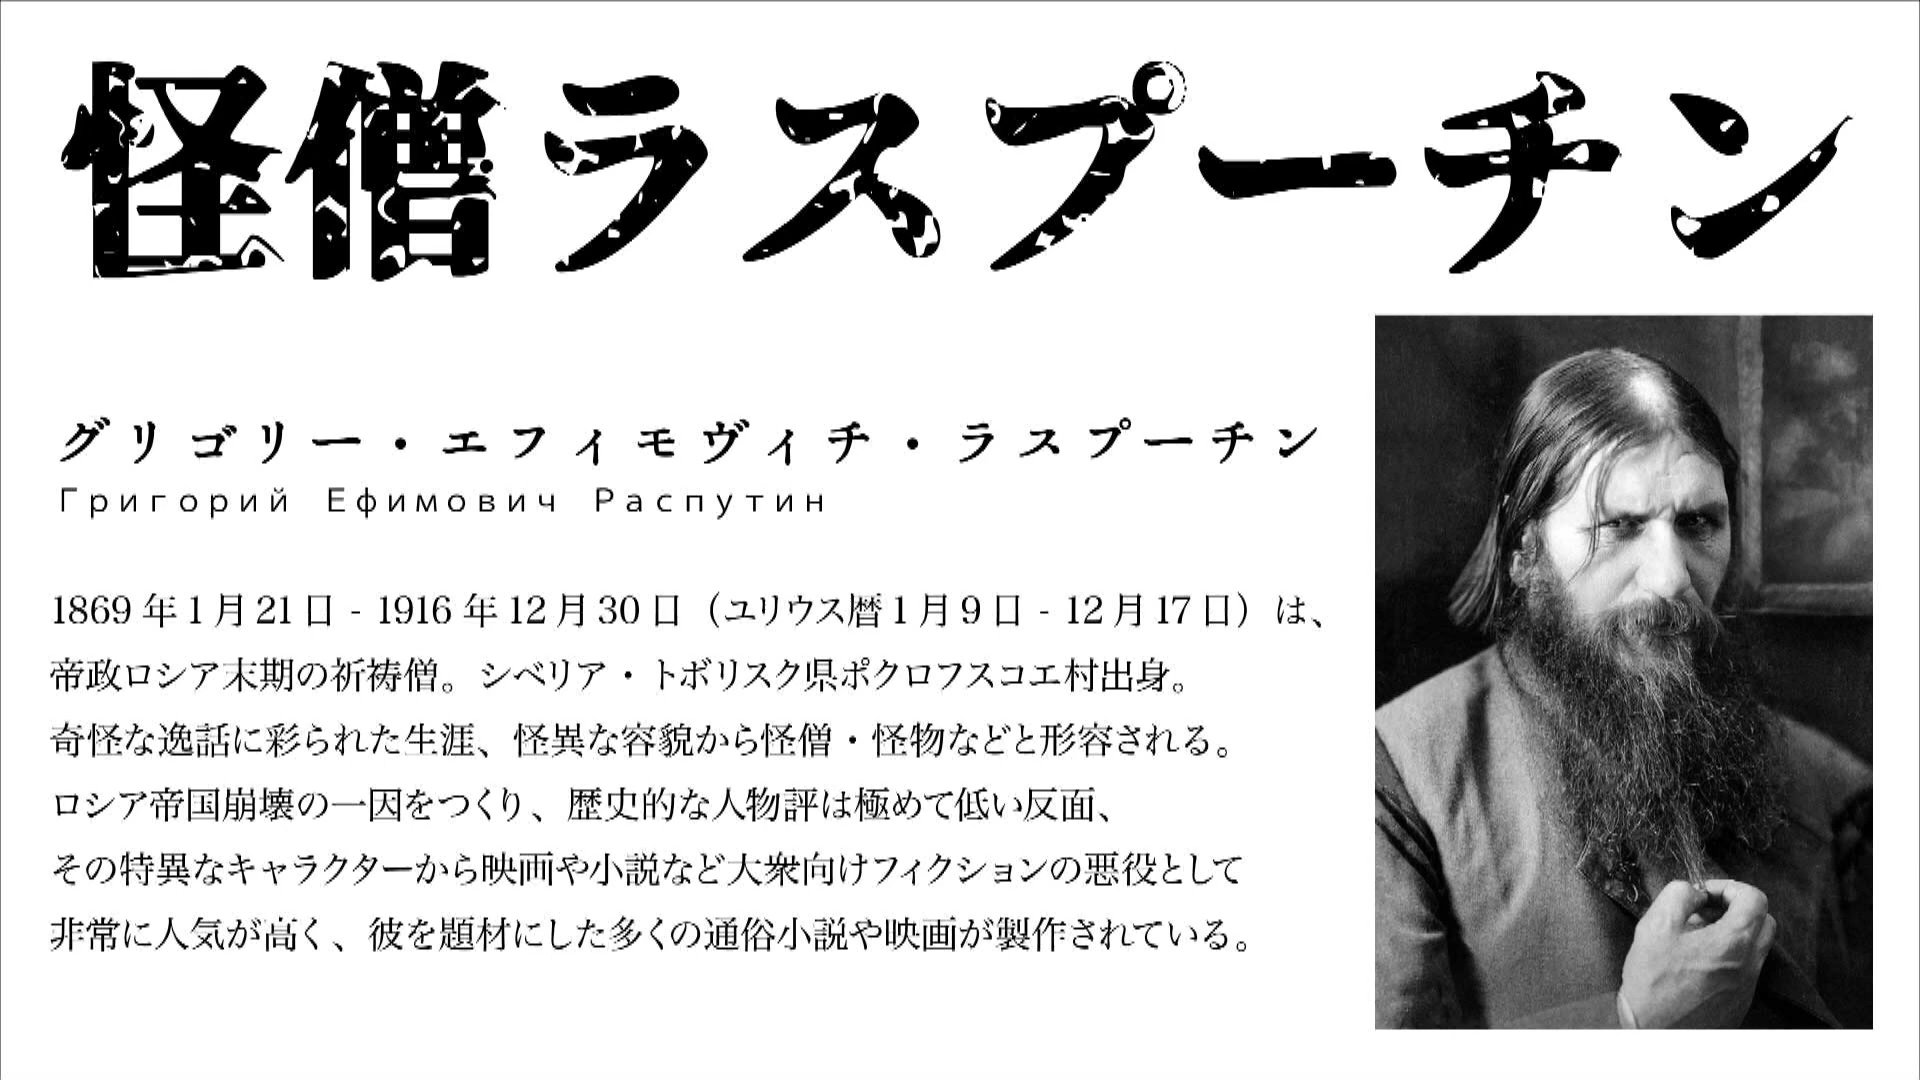 怪僧ラスプーチン
グリゴリー・エフィモヴィチ・ラスプーチン
Григорий Ефимович Распутин
1869年1月21日 - 1916年12月30日（ユリウス暦1月9日 - 12月17日）は、
帝政ロシア末期の祈祷僧。シベリア・トボリスク県ポクロフスコエ村出身。
奇怪な逸話に彩られた生涯、怪異な容貌から怪僧・怪物などと形容される。
ロシア帝国崩壊の一因をつくり、歴史的な人物評は極めて低い反面、
その特異なキャラクターから映画や小説など大衆向けフィクションの悪役として
非常に人気が高く、彼を題材にした多くの通俗小説や映画が製作されている。